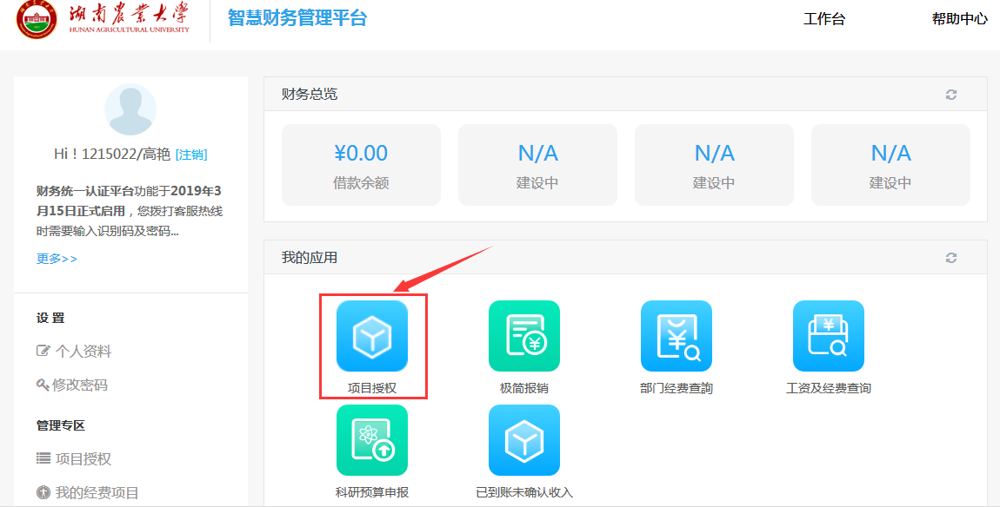 湖南农业大学
HUNAN AGRICULTURAL UNIVERSITY
智慧财务管理平台
工作台
帮助中心
Hi！1215022/高艳 [注销]
财务统一认证平台功能于2019年3
月15日正式启用，您拨打客服热线
时需要输入识别码及密码...
更多>>
设 置
个人资料
修改密码
管理专区
项目授权
我的经费项目
财务总览
¥0.00
借款余额
N/A
建设中
N/A
建设中
N/A
建设中
我的应用
项目授权
极简报销
部门经费查詢
工资及经费查询
科研预算申报
已到账未确认收入